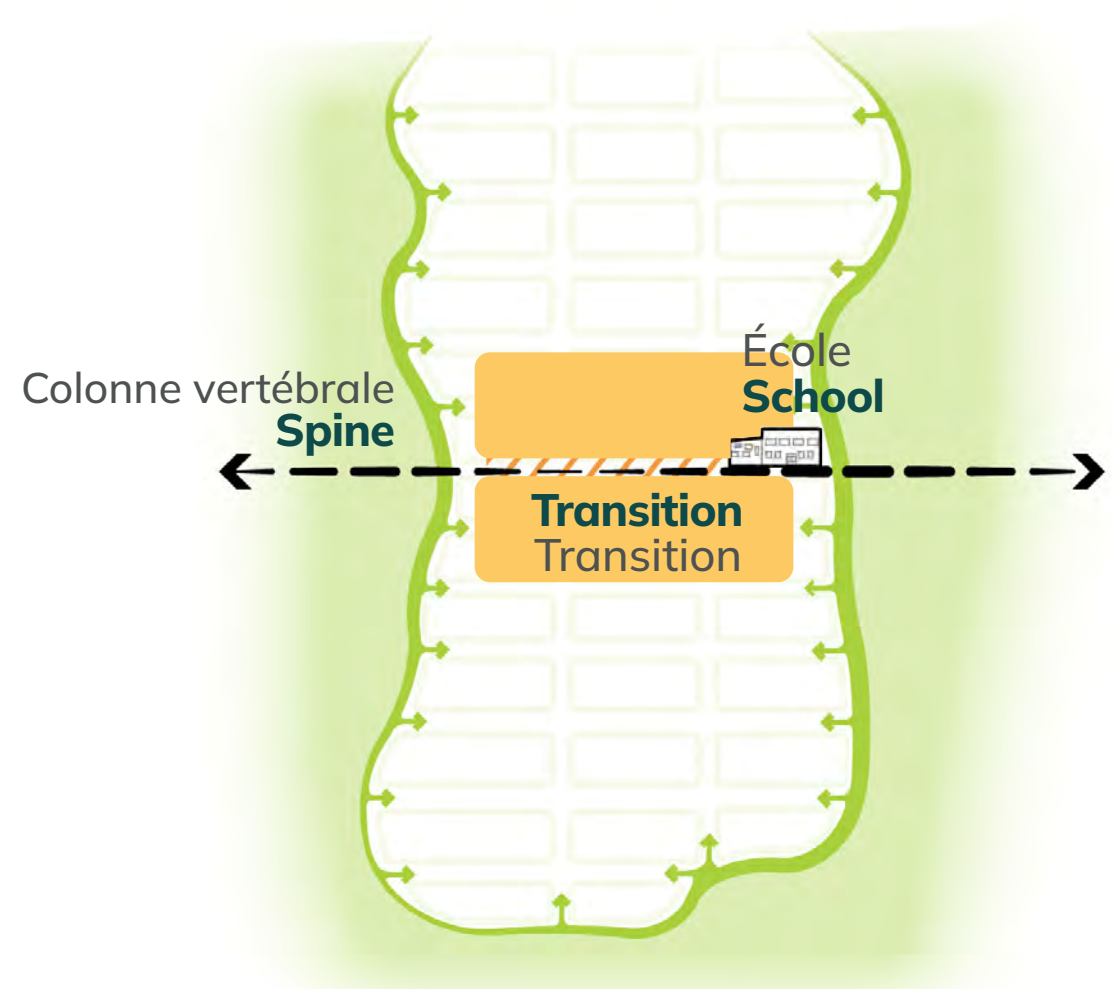 École
School
Colonne vertébrale
Spine
Transition
Transition